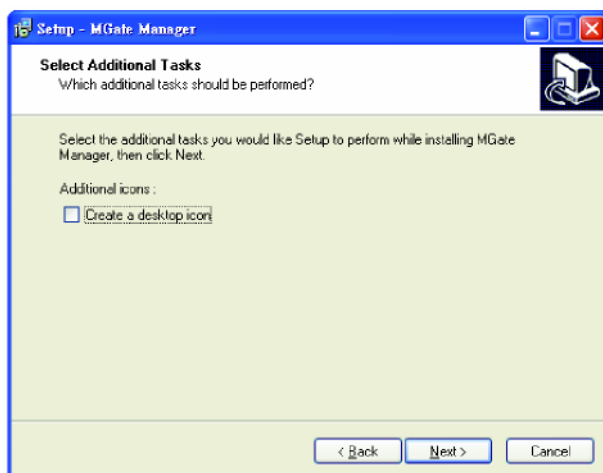 Setup - MGate Manager
Select Additional Tasks
Which additional tasks should be performed?
Select the additional tasks you would like Setup to perform while installing MGate
Manager, then click Next.
Additional icons :
Create a desktop icon
< Back
Next >
Cancel